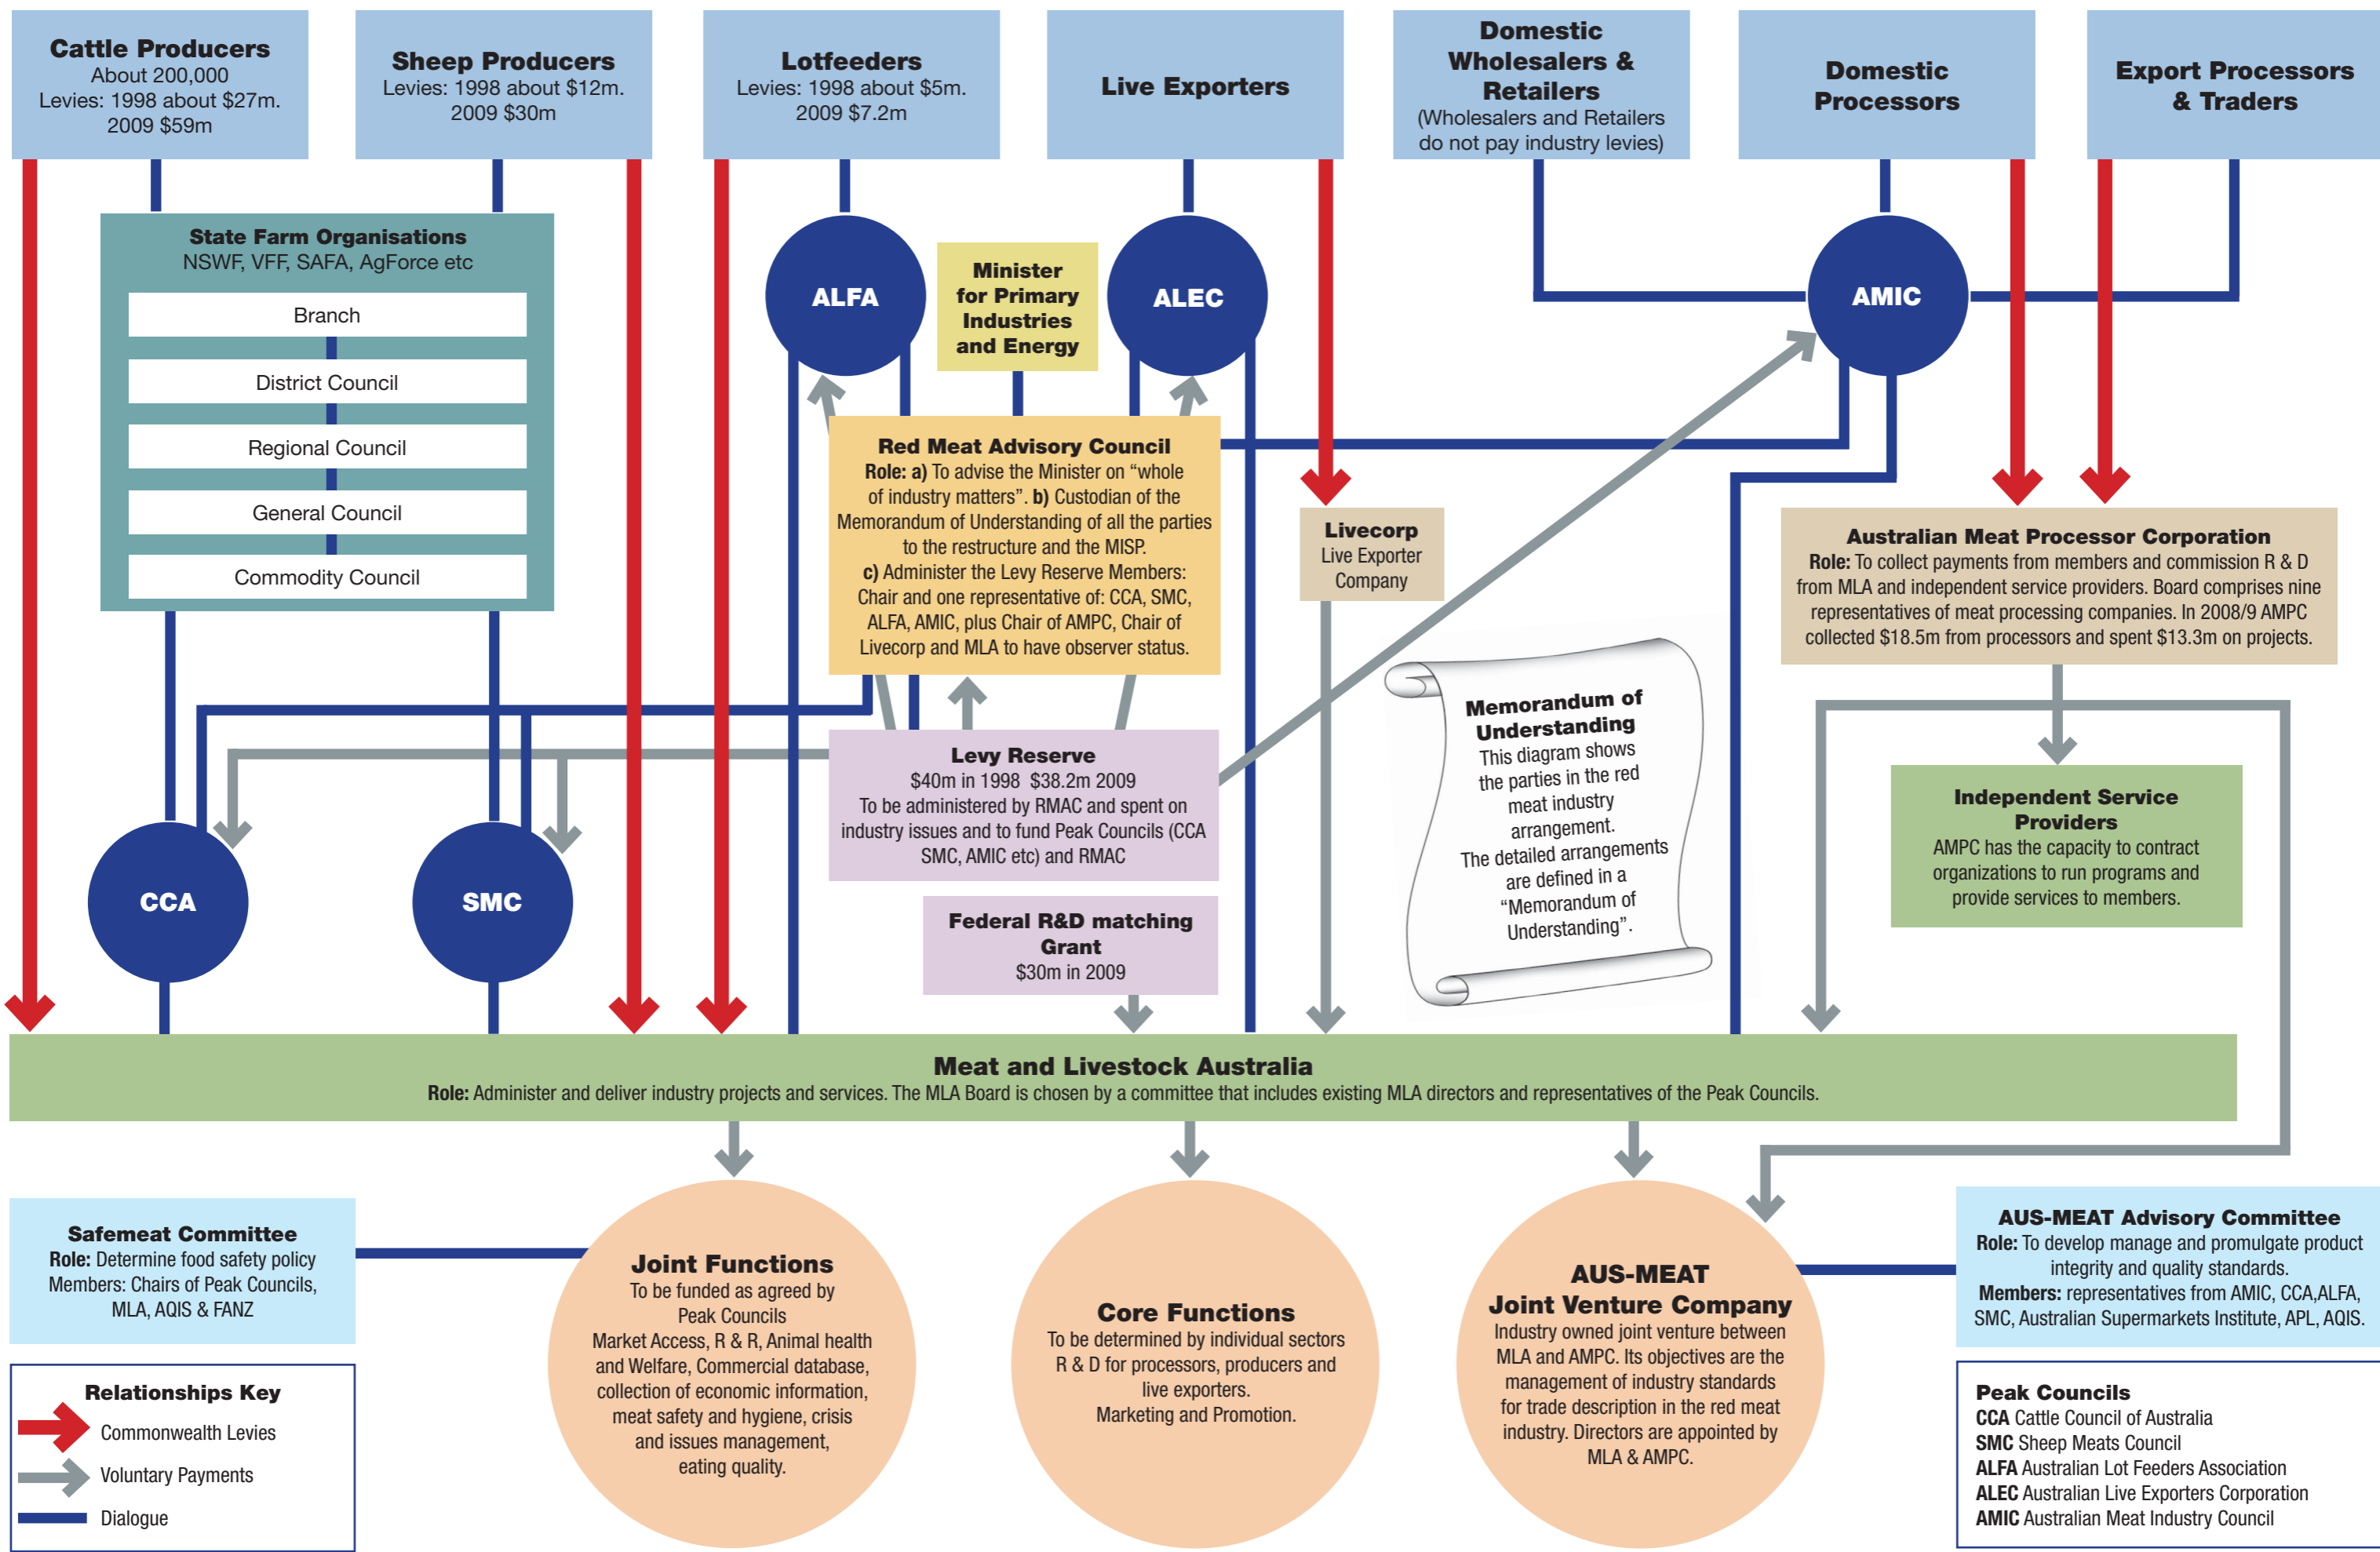 Cattle Producers
About 200,000
Levies: 1998 about $27m.
2009 $59m
Sheep Producers
Levies: 1998 about $12m.
2009 $30m
Lotfeeders
Levies: 1998 about $5m.
2009 $7.2m
Live Exporters
Domestic
Wholesalers &
Retailers
(Wholesalers and Retailers
do not pay industry levies)
Domestic
Processors
Export Processors
& Traders
State Farm Organisations
NSWF, VFF, SAFA, AgForce etc
Branch
District Council
Regional Council
General Council
Commodity Council
ALFA
Minister
for Primary
Industries
and Energy
ALEC
AMIC
Red Meat Advisory Council
Role: a) To advise the Minister on “whole
of industry matters”. b) Custodian of the
Memorandum of Understanding of all the parties
to the restructure and the MISP.
c) Administer the Levy Reserve Members:
Chair and one representative of: CCA, SMC,
ALFA, AMIC, plus Chair of AMPC, Chair of
Livecorp and MLA to have observer status.
Livecorp
Live Exporter
Company
Australian Meat Processor Corporation
Role: To collect payments from members and commission R & D
from MLA and independent service providers. Board comprises nine
representatives of meat processing companies. In 2008/9 AMPC
collected $18.5m from processors and spent $13.3m on projects.
Memorandum of
Understanding
This diagram shows
the parties in the red
meat industry
arrangement.
The detailed arrangements
are defined in a
“Memorandum of
Understanding”.
Levy Reserve
$40m in 1998 $38.2m 2009
To be administered by RMAC and spent on
industry issues and to fund Peak Councils (CCA
SMC, AMIC etc) and RMAC
Independent Service
Providers
AMPC has the capacity to contract
organizations to run programs and
provide services to members.
CCA
SMC
Federal R&D matching
Grant
$30m in 2009
Meat and Livestock Australia
Role: Administer and deliver industry projects and services. The MLA Board is chosen by a committee that includes existing MLA directors and representatives of the Peak Councils.
Safemeat Committee
Role: Determine food safety policy
Members: Chairs of Peak Councils,
MLA, AQIS & FANZ
Joint Functions
To be funded as agreed by
Peak Councils
Market Access, R & R, Animal health
and Welfare, Commercial database,
collection of economic information,
meat safety and hygiene, crisis
and issues management,
eating quality.
Core Functions
To be determined by individual sectors
R & D for processors, producers and
live exporters.
Marketing and Promotion.
AUS-MEAT
Joint Venture Company
Industry owned joint venture between
MLA and AMPC. Its objectives are the
management of industry standards
for trade description in the red meat
industry. Directors are appointed by
MLA & AMPC.
AUS-MEAT Advisory Committee
Role: To develop manage and promulgate product
integrity and quality standards.
Members: representatives from AMIC, CCA,ALFA,
SMC, Australian Supermarkets Institute, APL, AQIS.
Relationships Key
Commonwealth Levies
Voluntary Payments
Dialogue
Peak Councils
CCA Cattle Council of Australia
SMC Sheep Meats Council
ALFA Australian Lot Feeders Association
ALEC Australian Live Exporters Corporation
AMIC Australian Meat Industry Council